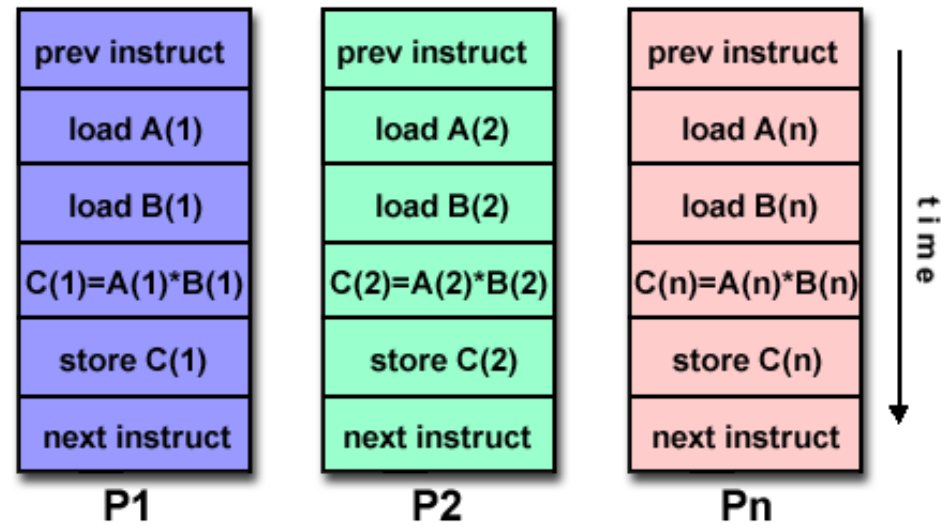 prev instruct
load A(1)
load B(1)
C(1)=A(1)*B(1)
store C(1)
next instruct
P1
prev instruct
load A(2)
load B(2)
C(2)=A(2)*B(2)
store C(2)
next instruct
P2
prev instruct
load A(n)
load B(n)
C(n)=A(n)*B(n)
store C(n)
next instruct
Pn
time